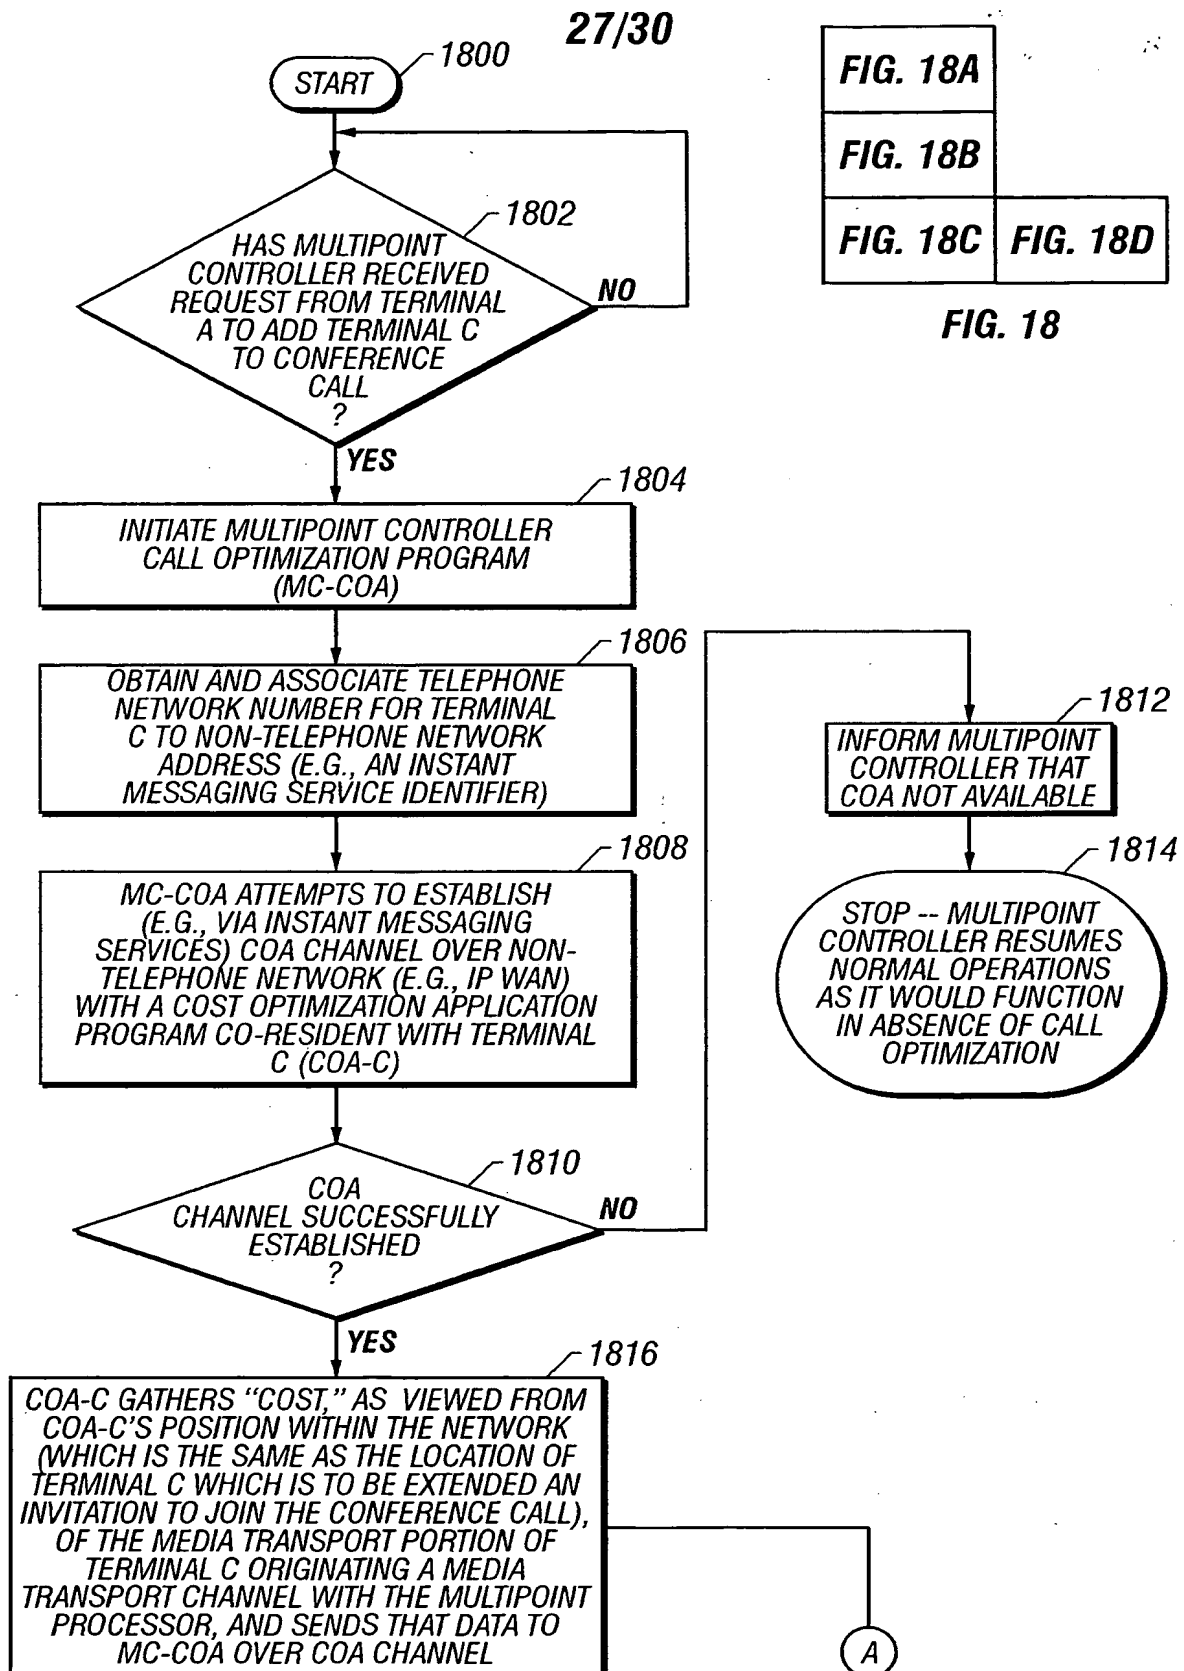 27/30
START
1800
FIG. 18A
FIG. 18B
FIG. 18C
FIG. 18D
FIG. 18
1802
HAS MULTIPOINT
CONTROLLER RECEIVED
REQUEST FROM TERMINAL
A TO ADD TERMINAL C
TO CONFERENCE
CALL
?
NO
YES
1804
INITIATE MULTIPOINT CONTROLLER
CALL OPTIMIZATION PROGRAM
(MC-COA)
1806
OBTAIN AND ASSOCIATE TELEPHONE
NETWORK NUMBER FOR TERMINAL
C TO NON-TELEPHONE NETWORK
ADDRESS (E.G., AN INSTANT
MESSAGING SERVICE IDENTIFIER)
1808
MC-COA ATTEMPTS TO ESTABLISH
(E.G., VIA INSTANT MESSAGING
SERVICES) COA CHANNEL OVER NON-
TELEPHONE NETWORK (E.G., IP WAN)
WITH A COST OPTIMIZATION APPLICATION
PROGRAM CO-RESIDENT WITH TERMINAL
C (COA-C)
1810
COA
CHANNEL SUCCESSFULLY
ESTABLISHED
?
NO
YES
1812
INFORM MULTIPOINT
CONTROLLER THAT
COA NOT AVAILABLE
1814
STOP -- MULTIPOINT
CONTROLLER RESUMES
NORMAL OPERATIONS
AS IT WOULD FUNCTION
IN ABSENCE OF CALL
OPTIMIZATION
1816
COA-C GATHERS "COST," AS VIEWED FROM
COA-C'S POSITION WITHIN THE NETWORK
(WHICH IS THE SAME AS THE LOCATION OF
TERMINAL C WHICH IS TO BE EXTENDED AN
INVITATION TO JOIN THE CONFERENCE CALL),
OF THE MEDIA TRANSPORT PORTION OF
TERMINAL C ORIGINATING A MEDIA
TRANSPORT CHANNEL WITH THE MULTIPOINT
PROCESSOR, AND SENDS THAT DATA TO
MC-COA OVER COA CHANNEL
A